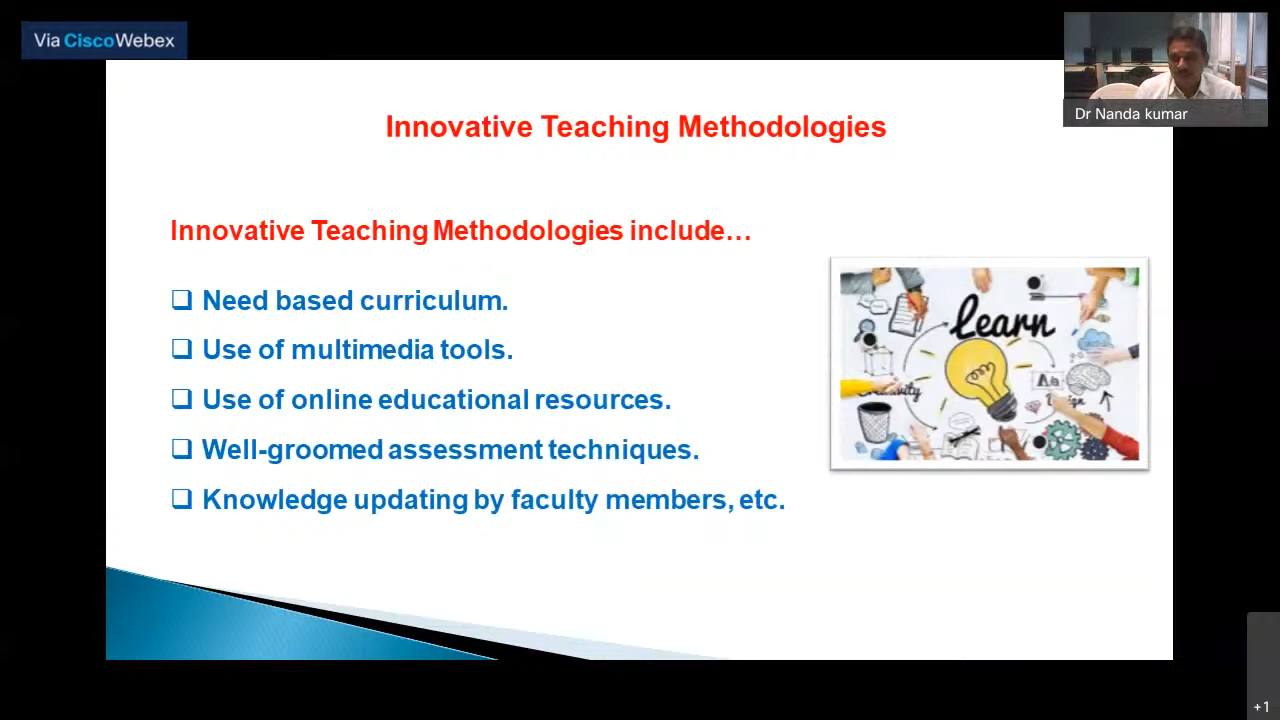 Via CiscoWebex
Dr Nanda kumar
Innovative Teaching Methodologies
Innovative Teaching Methodologies include…
Need based curriculum.
Use of multimedia tools.
Use of online educational resources.
Well-groomed assessment techniques.
Knowledge updating by faculty members, etc.
Learn
Aa
+1